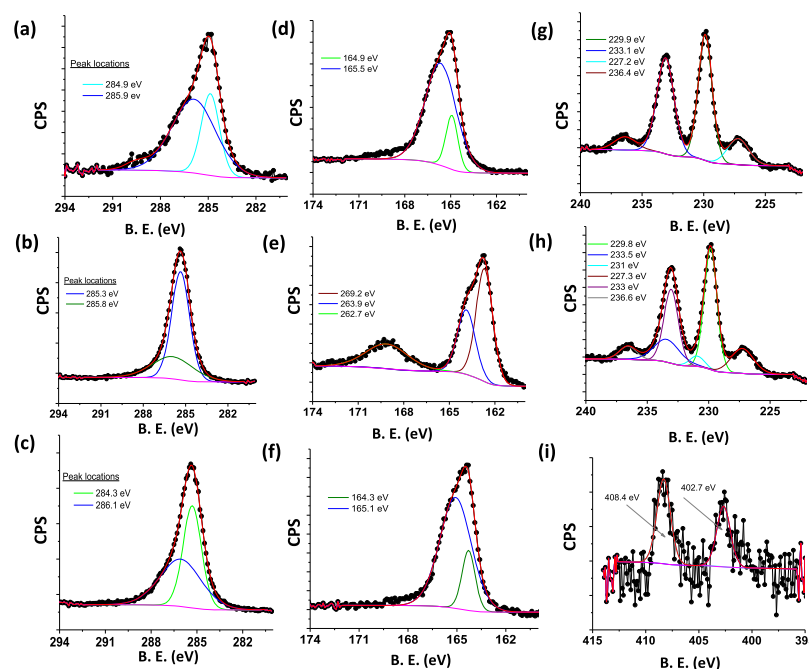 (a)
Peak locations
284.9 eV
285.9 ev
CPS
294 291 288 285 282
B. E. (eV)
(d)
164.9 eV
165.5 eV
CPS
174 171 168 165 162
B. E. (eV)
(g)
229.9 eV
233.1 eV
227.2 eV
236.4 eV
CPS
240 235 230 225
B. E. (eV)
(b)
Peak locations
285.3 eV
285.8 eV
CPS
294 291 288 285 282
B. E. (eV)
(e)
269.2 eV
263.9 eV
262.7 eV
CPS
174 171 168 165 162
B. E. (eV)
(h)
229.8 eV
233.5 eV
231 eV
227.3 eV
233 eV
236.6 eV
CPS
240 235 230 225
B. E. (eV)
(c)
Peak locations
284.3 eV
286.1 eV
CPS
294 291 288 285 282
B. E. (eV)
(f)
164.3 eV
165.1 eV
CPS
174 171 168 165 162
B. E. (eV)
(i)
408.4 eV
402.7 eV
CPS
415 410 405 400 39
B. E. (eV)